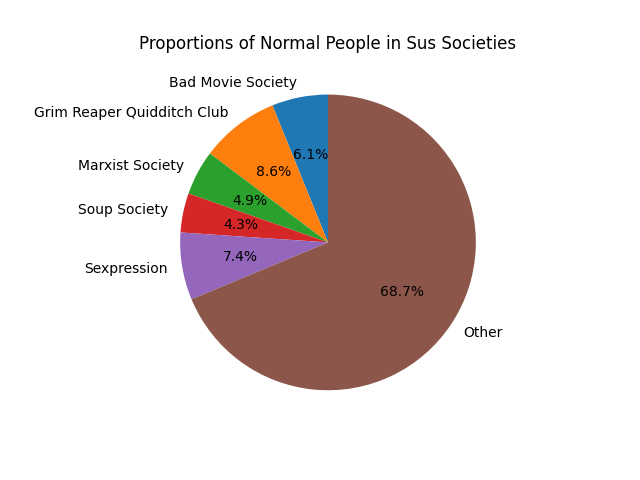 Proportions of Normal People in Sus Societies
Bad Movie Society
Grim Reaper Quidditch Club
Marxist Society
Soup Society
Sexpression
Other
6.1%
8.6%
4.9%
4.3%
7.4%
68.7%